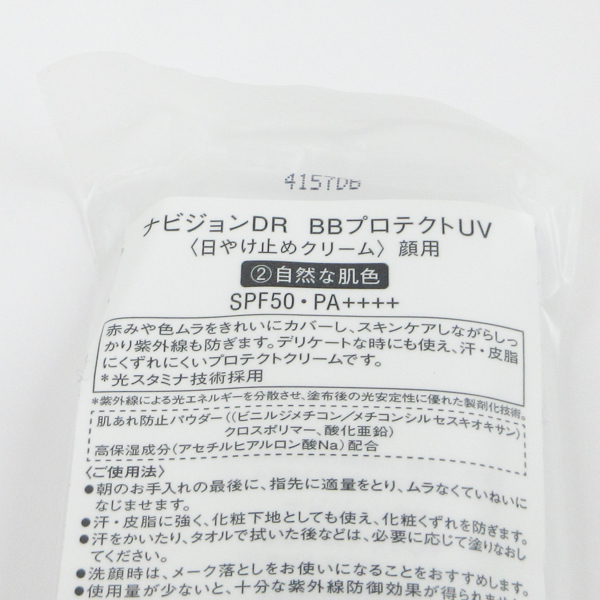 4157DB
ナビジョンDR BBプロテクトUV
〈日やけ止めクリーム〉顔用
②自然な肌色
SPF50・PA++++
赤みや色ムラをきれいにカバーし、スキンケアしながらしっ
かり紫外線も防ぎます。デリケートな時にも使え、汗・皮脂
にくずれにくいプロテクトクリームです。
*光スタミナ技術採用
*紫外線による光エネルギーを分散させ、塗布後の光安定性に優れた製剤化技術。
肌あれ防止パウダー((ビニルジメチコン/メチコンシルセスキオキサン)
クロスポリマー、酸化亜鉛)
高保湿成分(アセチルヒアルロン酸Na)配合
〈ご使用法〉
●朝のお手入れの最後に、指先に適量をとり、ムラなくていねいに
なじませます。
●汗・皮脂に強く、化粧下地としても使え、化粧くずれを防ぎます。
●汗をかいたり、タオルで拭いた後などは、必要に応じて塗りなおし
てください。
●洗顔時は、メーク落としをお使いになることをおすすめします。
●使用量が少ないと、十分な紫外線防御効果が得られません